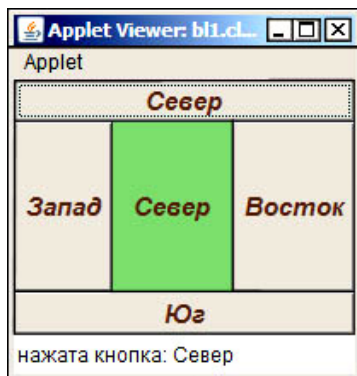 Applet Viewer: bl1.cl...
Applet
Север
Запад Север Восток
Юг
нажата кнопка: Север